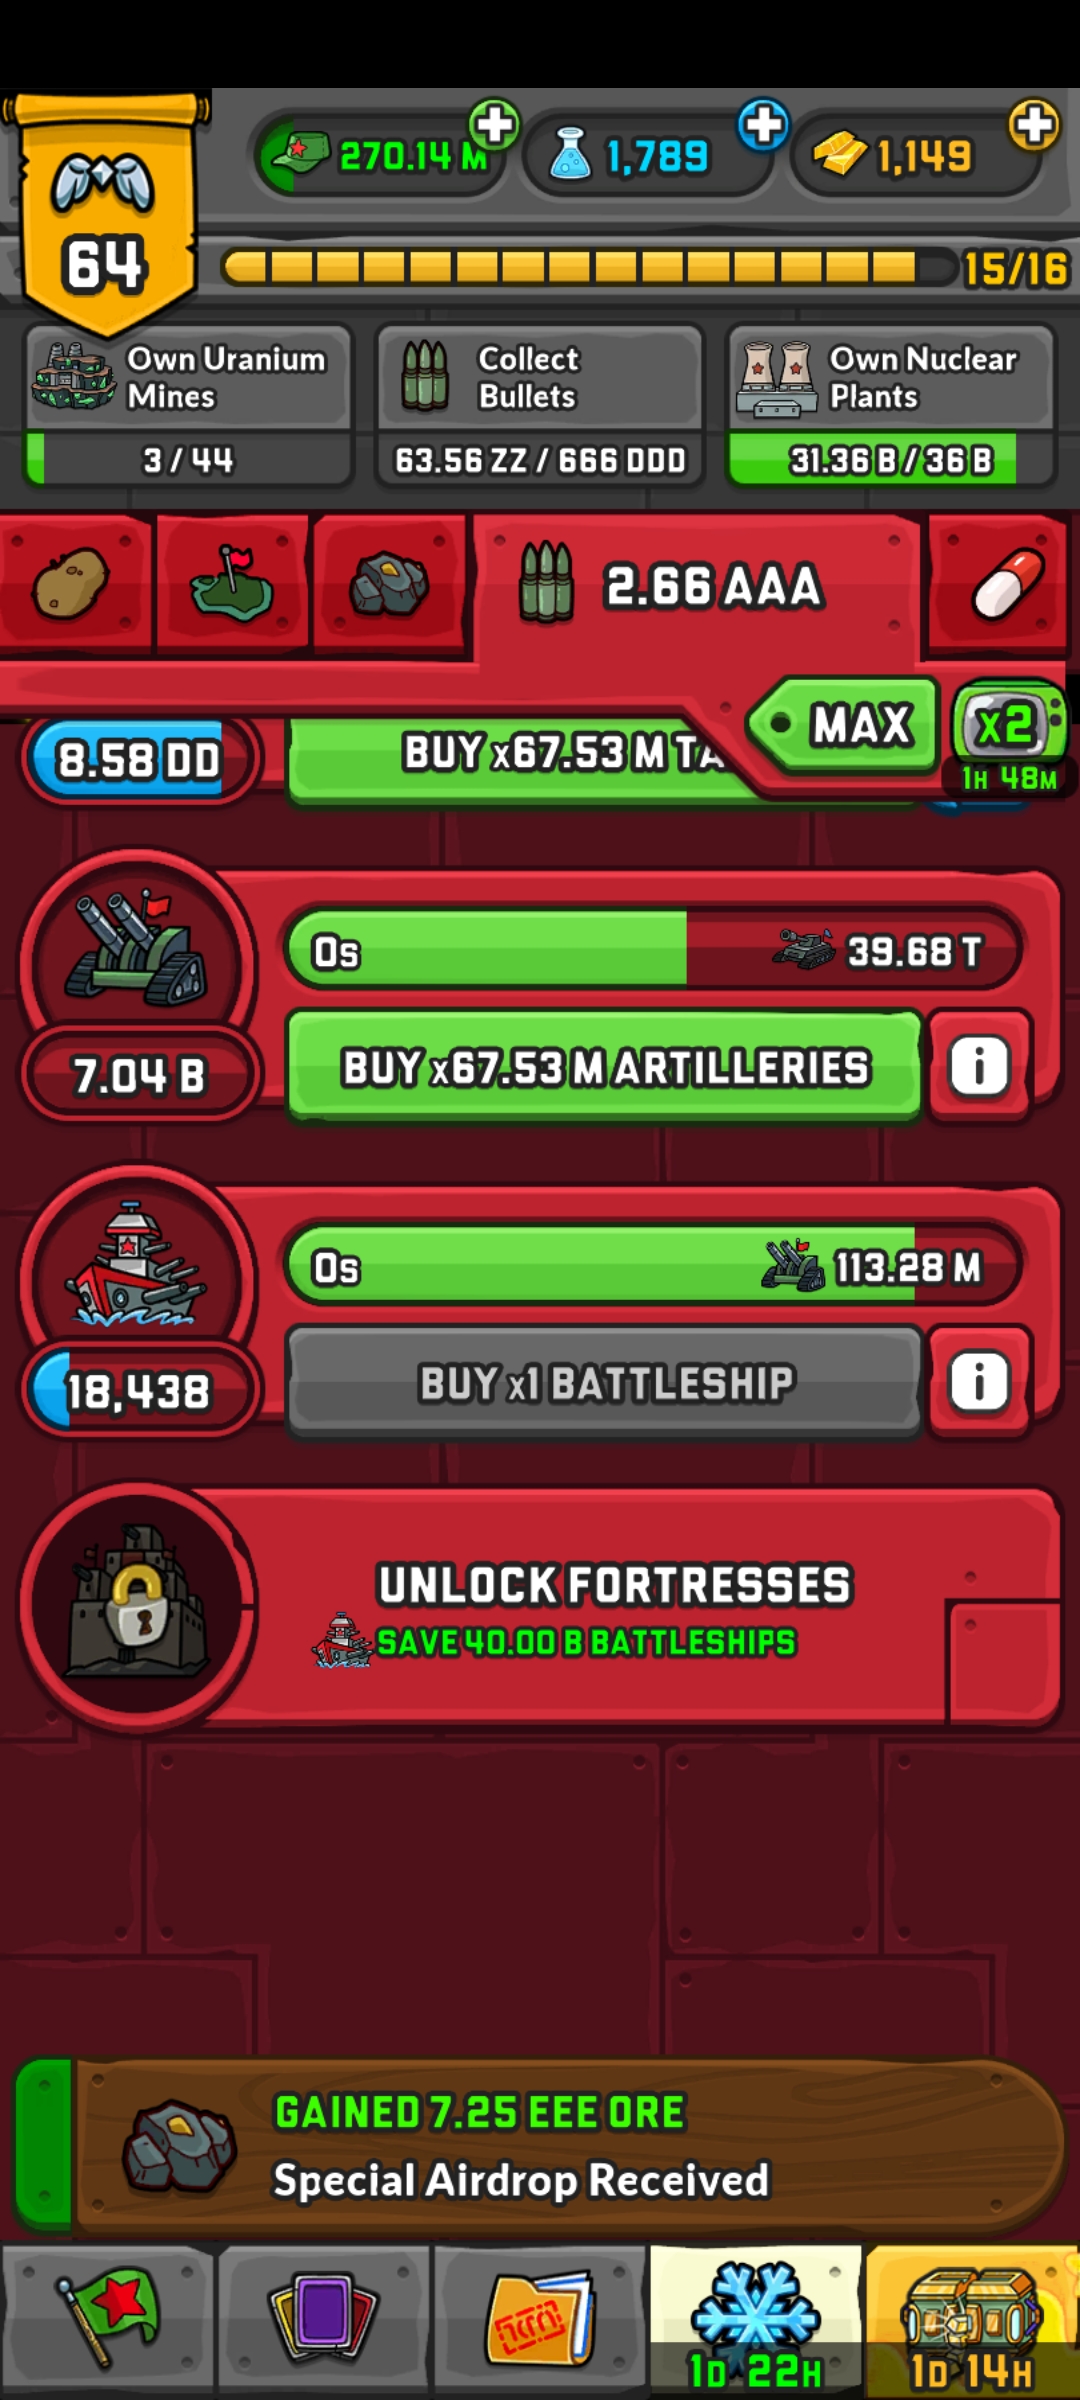 270.14 M
1,789
1,149
64
15/16
Own Uranium
Mines
3 / 44
Collect
Bullets
63.56 ZZ / 666 DDD
Own Nuclear
Plants
31.36 B / 36 B
2.66 AAA
MAX
X2
1H 48M
8.58 DD
BUY x67.53 M TA
0s
39.68 T
7.04 B
BUY x67.53 M ARTILLERIES
i
0s
113.28 M
18,438
BUY x1 BATTLESHIP
i
UNLOCK FORTRESSES
SAVE 40.00 B BATTLESHIPS
GAINED 7.25 EEE ORE
Special Airdrop Received
1D 22H
1D 14H